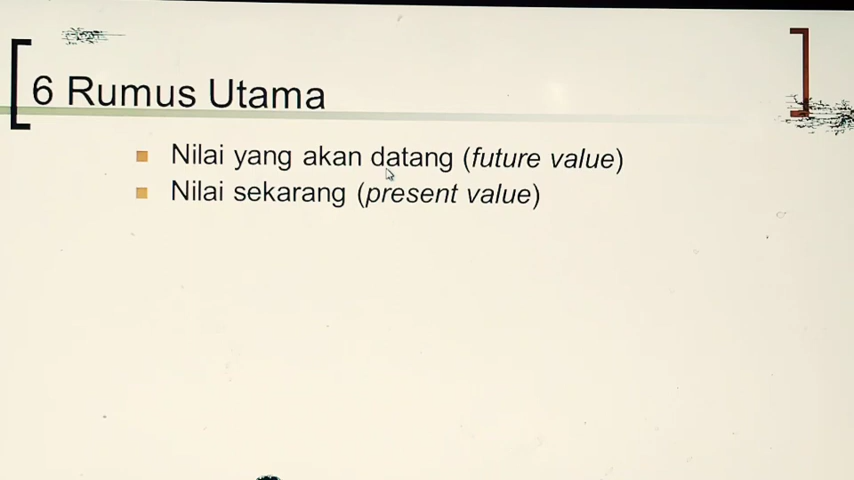 6 Rumus Utama
Nilai yang akan datang (future value)
Nilai sekarang (present value)